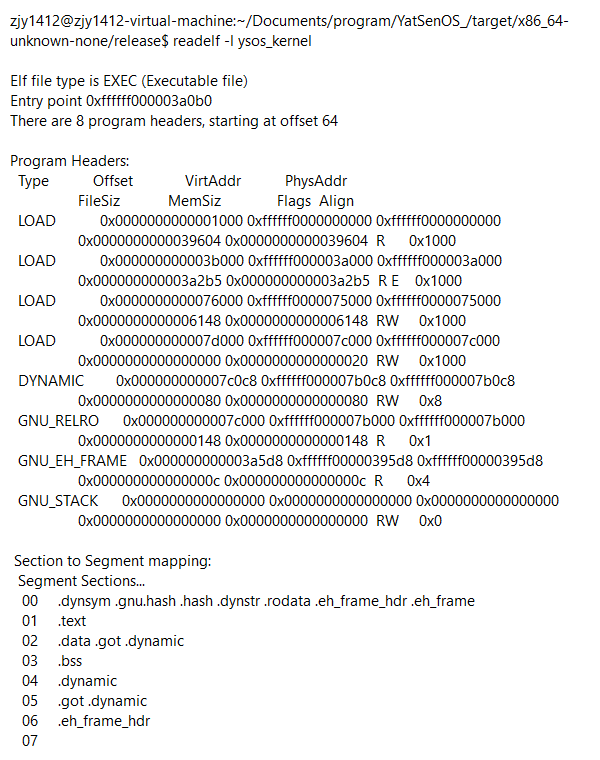 zjy1412@zjy1412-virtual-machine:~/Documents/program/YatSenOS_/target/x86_64-
unknown-none/release$ readelf -l ysos_kernel
Elf file type is EXEC (Executable file)
Entry point 0xffffff000003a0b0
There are 8 program headers, starting at offset 64
Program Headers:
Type Offset VirtAddr PhysAddr
FileSiz MemSiz Flags Align
LOAD 0x0000000000001000 0xffffff0000000000 0xffffff0000000000
0x0000000000039604 0x0000000000039604 R 0x1000
LOAD 0x000000000003b000 0xffffff000003a000 0xffffff000003a000
0x000000000003a2b5 0x000000000003a2b5 R E 0x1000
LOAD 0x0000000000076000 0xffffff0000075000 0xffffff0000075000
0x0000000000006148 0x0000000000006148 RW 0x1000
LOAD 0x000000000007d000 0xffffff000007c000 0xffffff000007c000
0x0000000000000000 0x0000000000000020 RW 0x1000
DYNAMIC 0x000000000007c0c8 0xffffff000007b0c8 0xffffff000007b0c8
0x0000000000000080 0x0000000000000080 RW 0x8
GNU_RELRO 0x000000000007c000 0xffffff000007b000 0xffffff000007b000
0x0000000000000148 0x0000000000000148 R 0x1
GNU_EH_FRAME 0x000000000003a5d8 0xffffff00000395d8 0xffffff00000395d8
0x000000000000000c 0x000000000000000c R 0x4
GNU_STACK 0x0000000000000000 0x0000000000000000 0x0000000000000000
0x0000000000000000 0x0000000000000000 RW 0x0
Section to Segment mapping:
Segment Sections...
00 .dynsym .gnu.hash .hash .dynstr .rodata .eh_frame_hdr .eh_frame
01 .text
02 .data .got .dynamic
03 .bss
04 .dynamic
05 .got .dynamic
06 .eh_frame_hdr
07